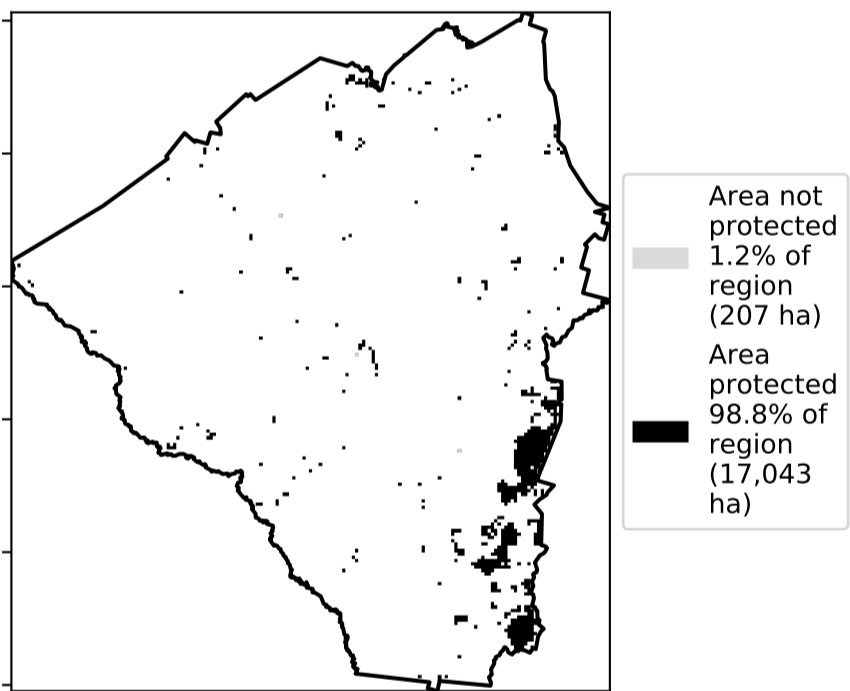 Area not
protected
1.2% of
region
(207 ha)
Area
protected
98.8% of
region
(17,043
ha)